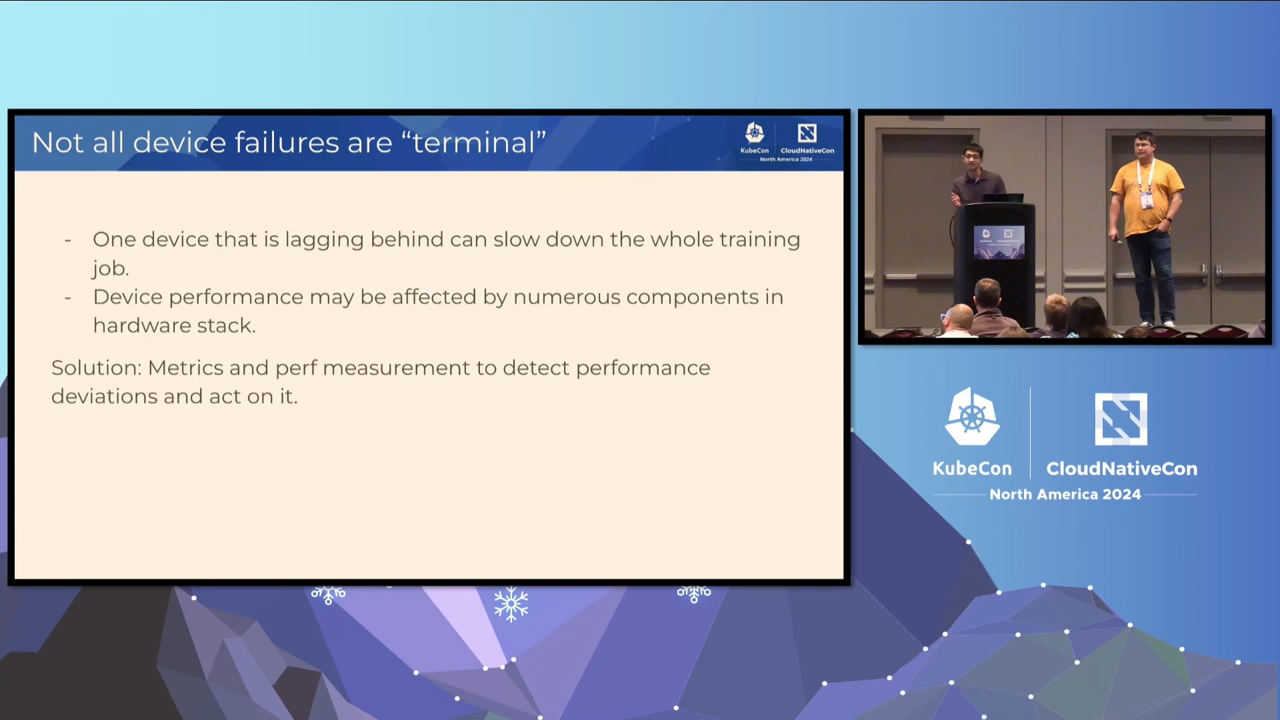 Not all device failures are “terminal”
KubeCon
CloudNativeCon
North America 2024
- One device that is lagging behind can slow down the whole training
job.
- Device performance may be affected by numerous components in
hardware stack.
Solution: Metrics and perf measurement to detect performance
deviations and act on it.
KubeCon
CloudNativeCon
North America 2024